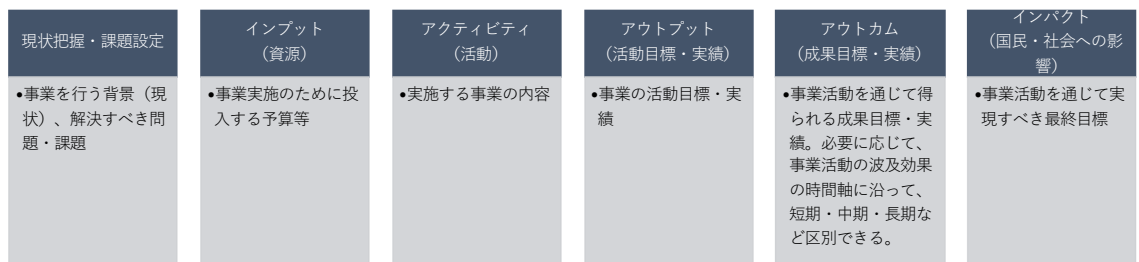 現状把握・課題設定
•事業を行う背景（現
状）、解決すべき問
題・課題
インプット
（資源）
•事業実施のために投
入する予算等
アクティビティ
（活動）
•実施する事業の内容
アウトプット
（活動目標・実績）
•事業の活動目標・実
績
アウトカム
（成果目標・実績）
•事業活動を通じて得
られる成果目標・実
績。必要に応じて、
事業活動の波及効果
の時間軸に沿って、
短期・中期・長期な
ど区別できる。
インパクト
（国民・社会への影
響）
•事業活動を通じて実
現すべき最終目標